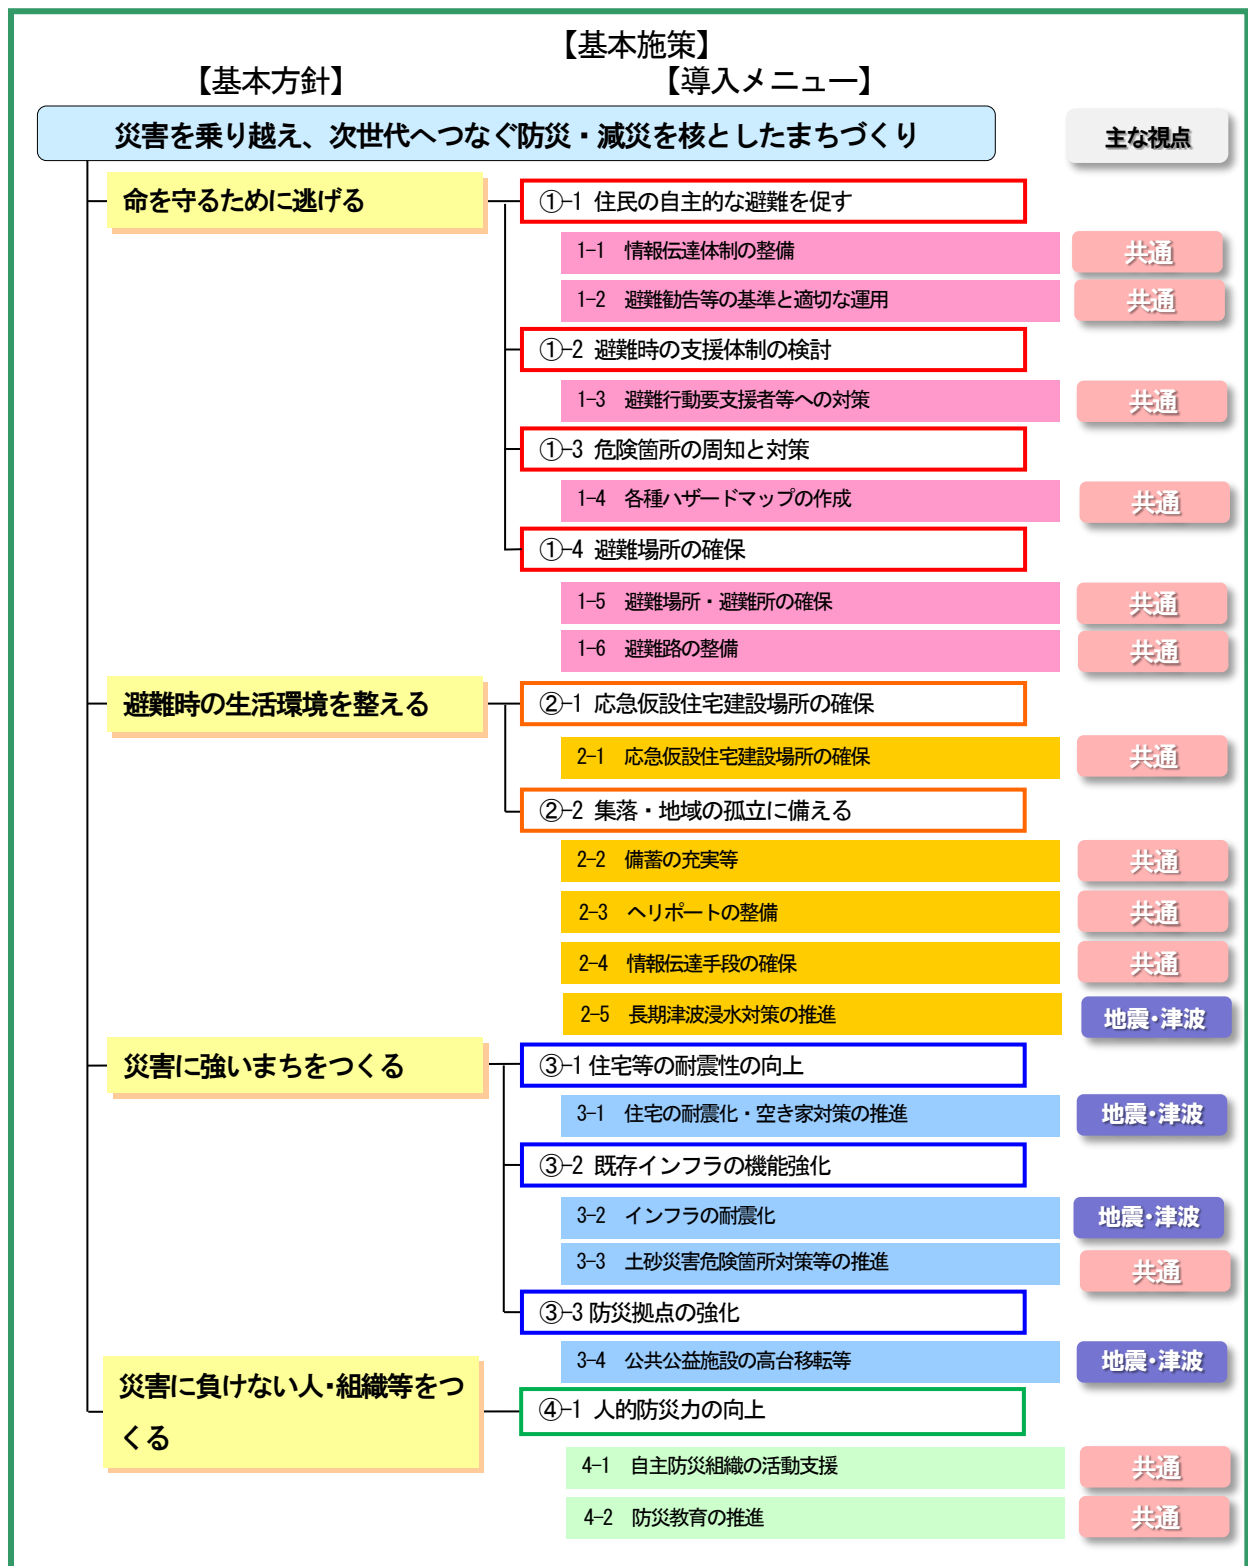 【基本施策】
【基本方針】
【導入メニュー】
災害を乗り越え、次世代へつなぐ防災・減災を核としたまちづくり
主な視点
命を守るために逃げる
①-1 住民の自主的な避難を促す
1-1 情報伝達体制の整備
共通
1-2 避難勧告等の基準と適切な運用
共通
①-2 避難時の支援体制の検討
1-3 避難行動要支援者等への対策
共通
①-3 危険箇所の周知と対策
1-4 各種ハザードマップの作成
共通
①-4 避難場所の確保
1-5 避難場所・避難所の確保
共通
1-6 避難路の整備
共通
避難時の生活環境を整える
②-1 応急仮設住宅建設場所の確保
2-1 応急仮設住宅建設場所の確保
共通
②-2 集落・地域の孤立に備える
2-2 備蓄の充実等
共通
2-3 ヘリポートの整備
共通
2-4 情報伝達手段の確保
共通
2-5 長期津波浸水対策の推進
地震・津波
災害に強いまちをつくる
③-1 住宅等の耐震性の向上
3-1 住宅の耐震化・空き家対策の推進
地震・津波
③-2 既存インフラの機能強化
3-2 インフラの耐震化
地震・津波
3-3 土砂災害危険箇所対策等の推進
共通
③-3 防災拠点の強化
3-4 公共公益施設の高台移転等
地震・津波
災害に負けない人・組織等をつ
くる
④-1 人的防災力の向上
4-1 自主防災組織の活動支援
共通
4-2 防災教育の推進
共通